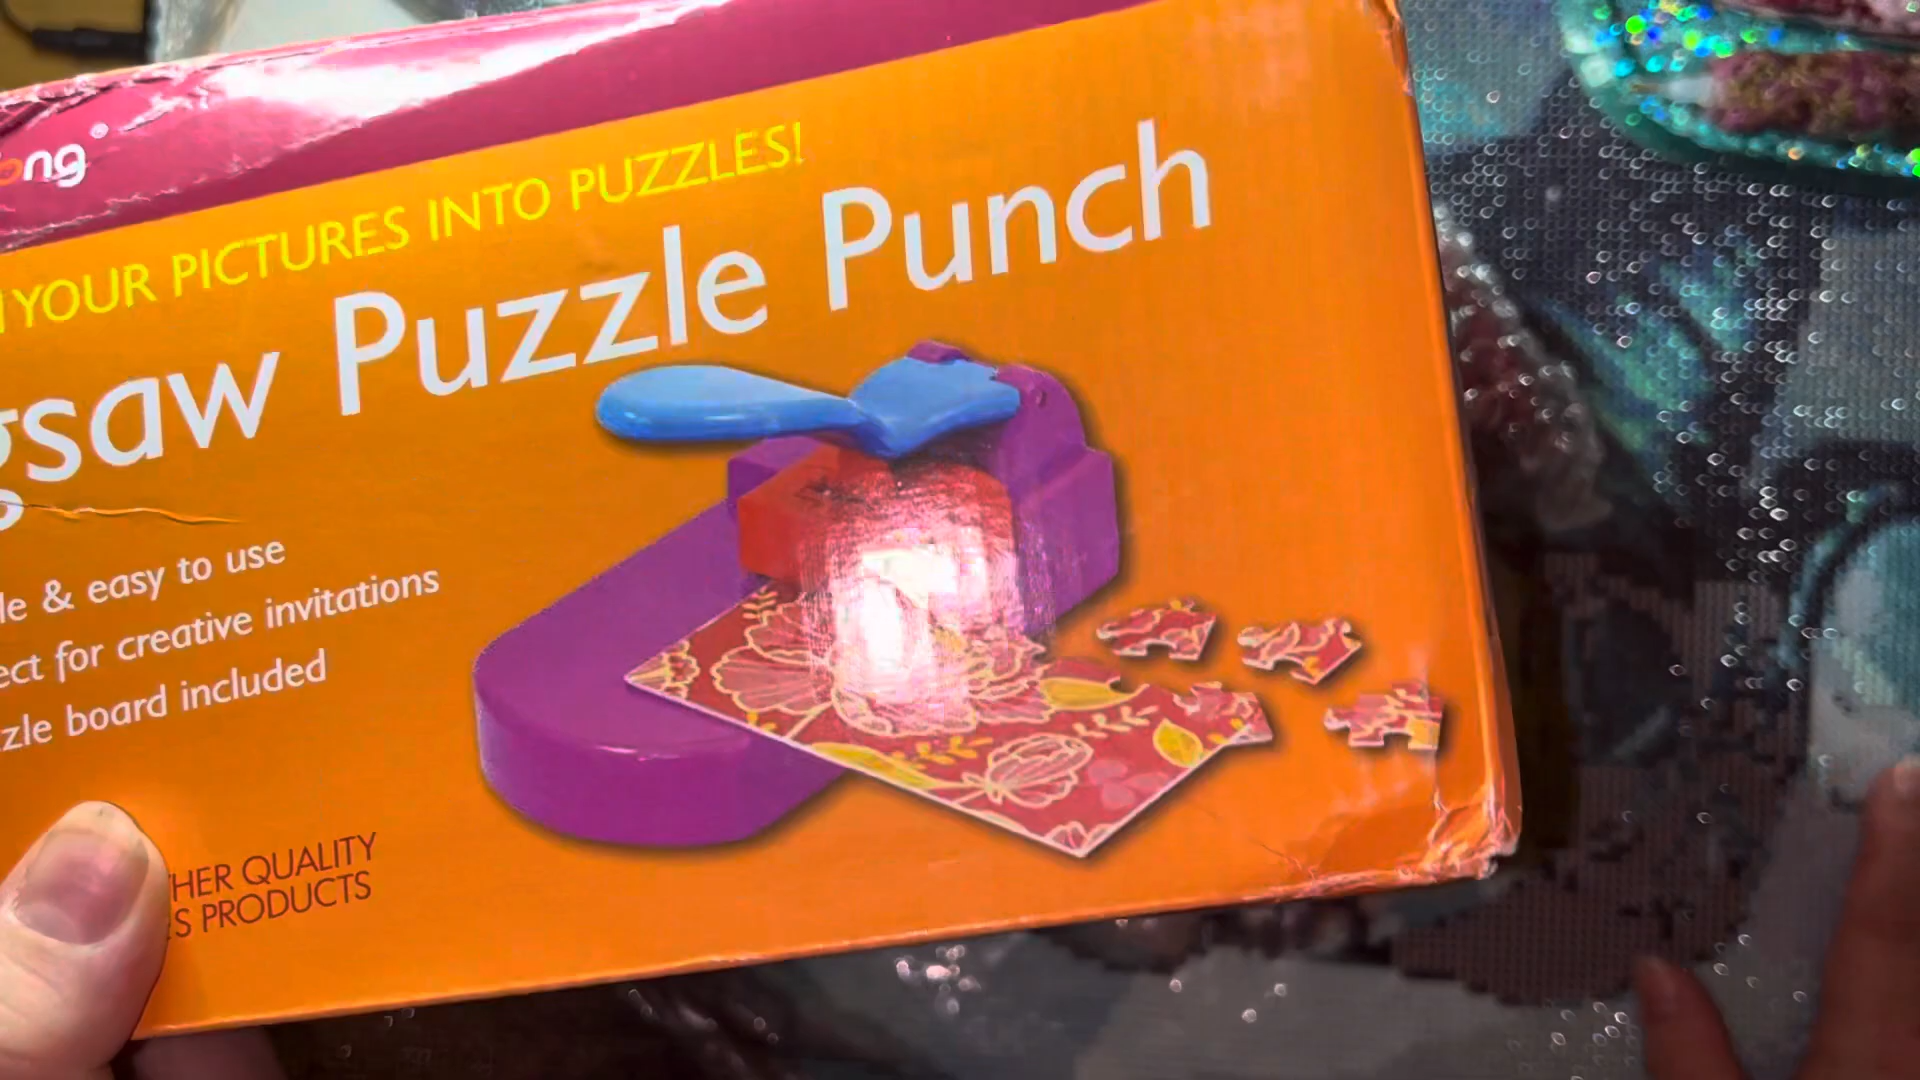 ong®
YOUR PICTURES INTO PUZZLES!
gsaw Puzzle Punch
le & easy to use
ect for creative invitations
zle board included
HER QUALITY
S PRODUCTS